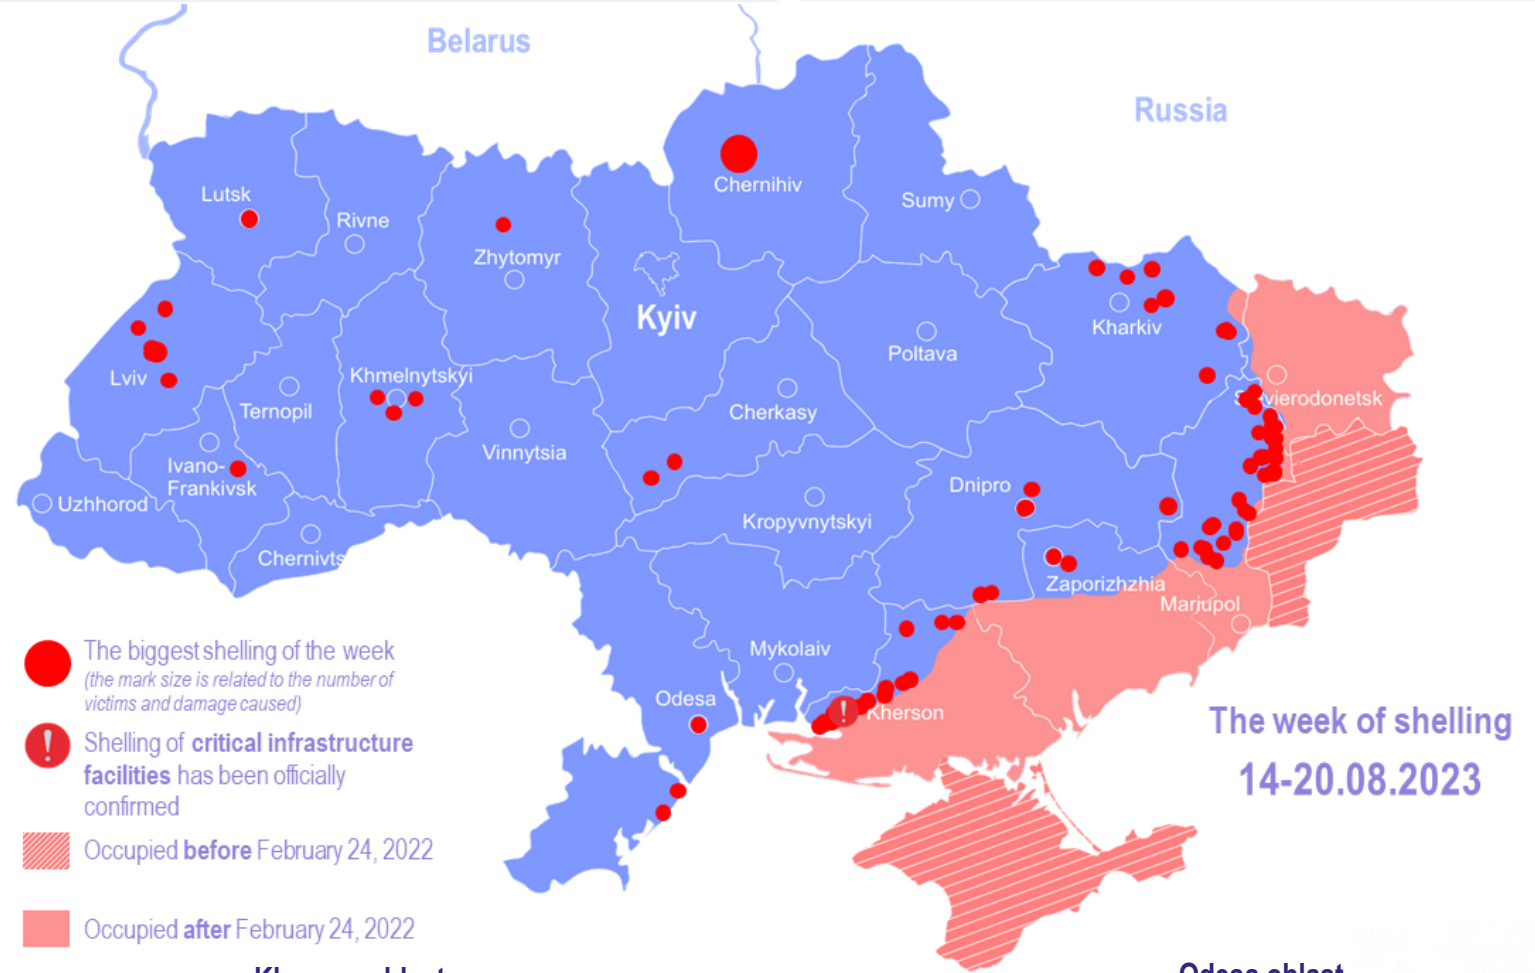 Belarus
Russia
Chernihiv
Lutsk
Sumy
Rivne
Zhytomyr
Kyiv
Kharkiv
Poltava
Lviv
Khmelnytskyi
Ternopil
Cherkasy
Vinnytsia
Ivano-
Frankivsk
Uzhhorod
Dnipro
Kropyvnytskyi
Chernivts
Zaporizhzhia
Mariupol
Mykolaiv
Odesa
Kherson
The biggest shelling of the week
(the mark size is related to the number of
victims and damage caused)
! Shelling of critical infrastructure
facilities has been officially
confirmed
Occupied before February 24, 2022
Occupied after February 24, 2022
The week of shelling
14-20.08.2023
Odesa oblast